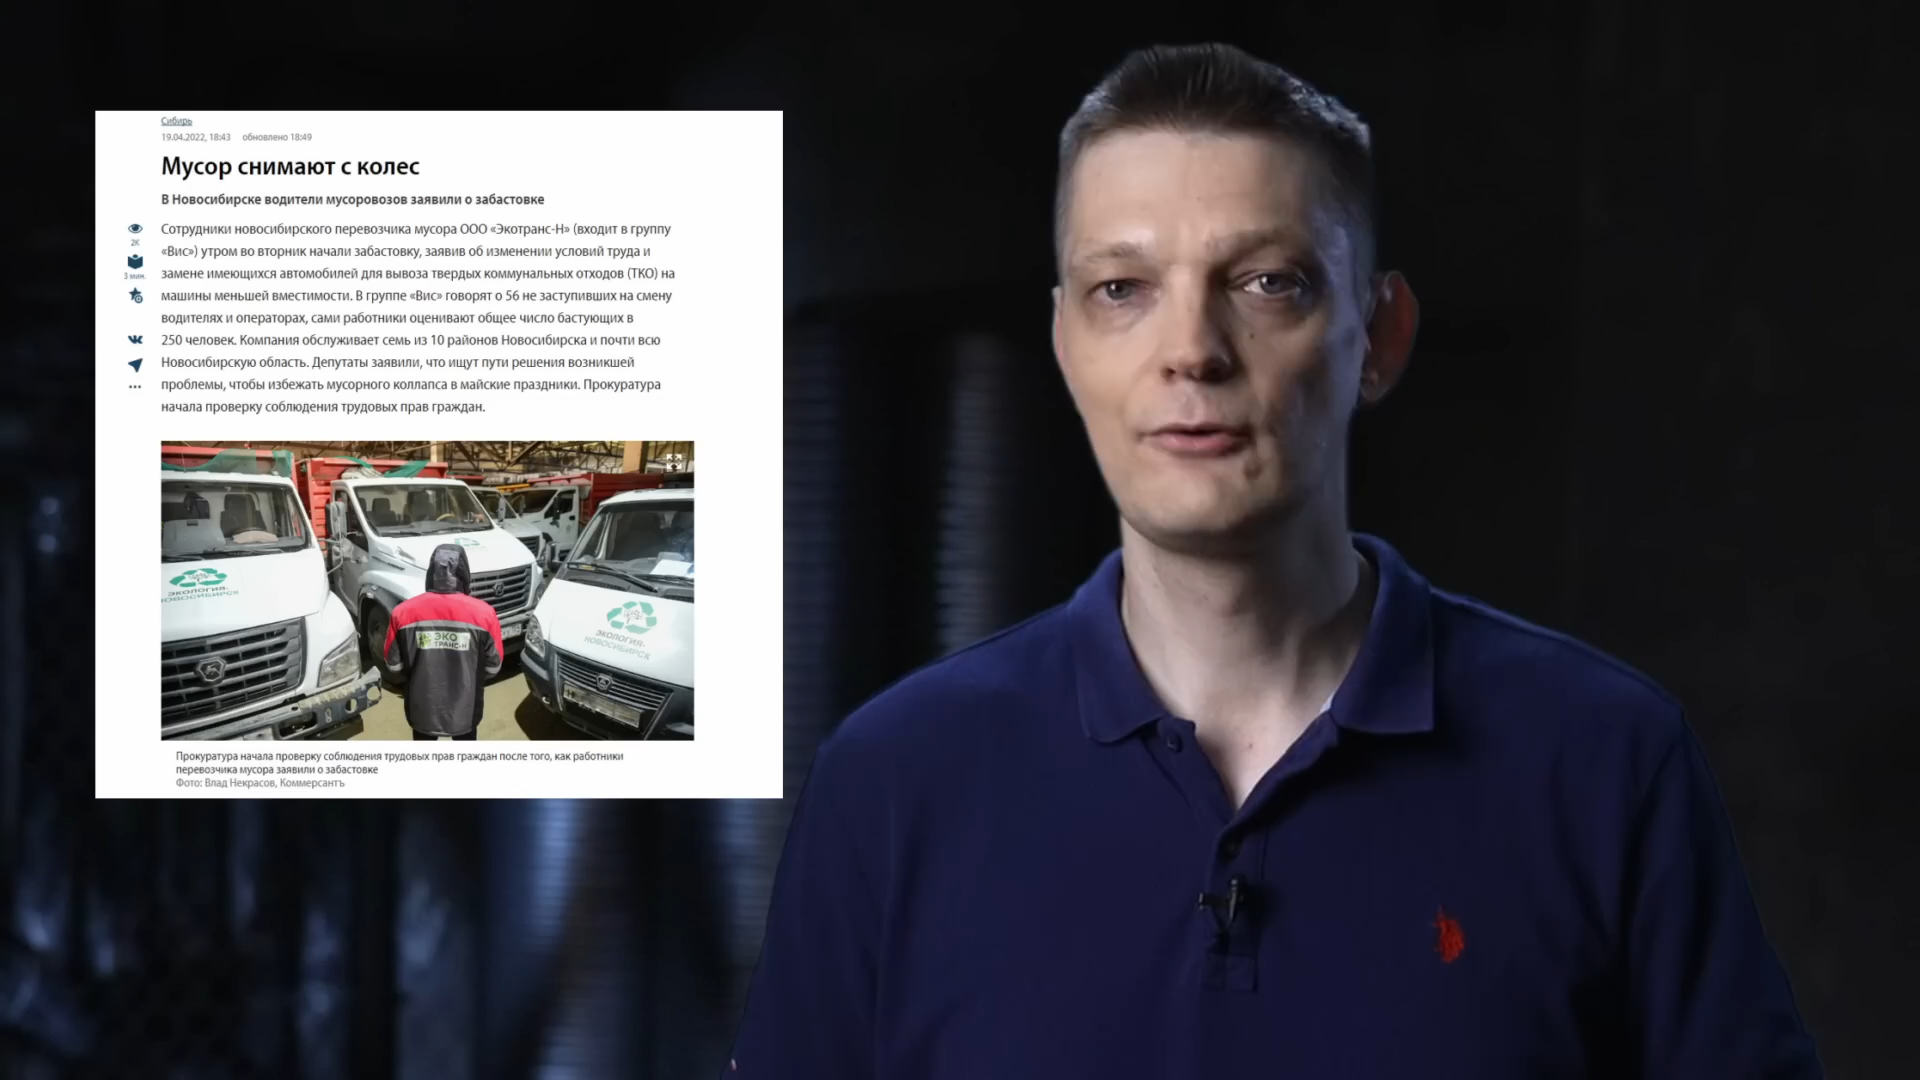 Сибирь
19.04.2022, 18:43 обновлено 18:49
Мусор снимают с колес
В Новосибирске водители мусоровозов заявили о забастовке
Сотрудники новосибирского перевозчика мусора ООО «Экотранс-Н» (входит в группу
«Вис») утром во вторник начали забастовку, заявив об изменении условий труда и
замене имеющихся автомобилей для вывоза твердых коммунальных отходов (ТКО) на
машины меньшей вместимости. В группе «Вис» говорят о 56 не заступивших на смену
водителях и операторах, сами работники оценивают общее число бастующих в
250 человек. Компания обслуживает семь из 10 районов Новосибирска и почти всю
Новосибирскую область. Депутаты заявили, что ищут пути решения возникшей
проблемы, чтобы избежать мусорного коллапса в майские праздники. Прокуратура
начала проверку соблюдения трудовых прав граждан.
2K
3 мин.
...
ЭКОЛОГИЯ-
НОВОСИБИРСК
ЭКО
ТРАНС-Н
ЭКОЛОГИЯ-
НОВОСИБИРСК
Прокуратура начала проверку соблюдения трудовых прав граждан после того, как работники
перевозчика мусора заявили о забастовке
Фото: Влад Некрасов, Коммерсантъ